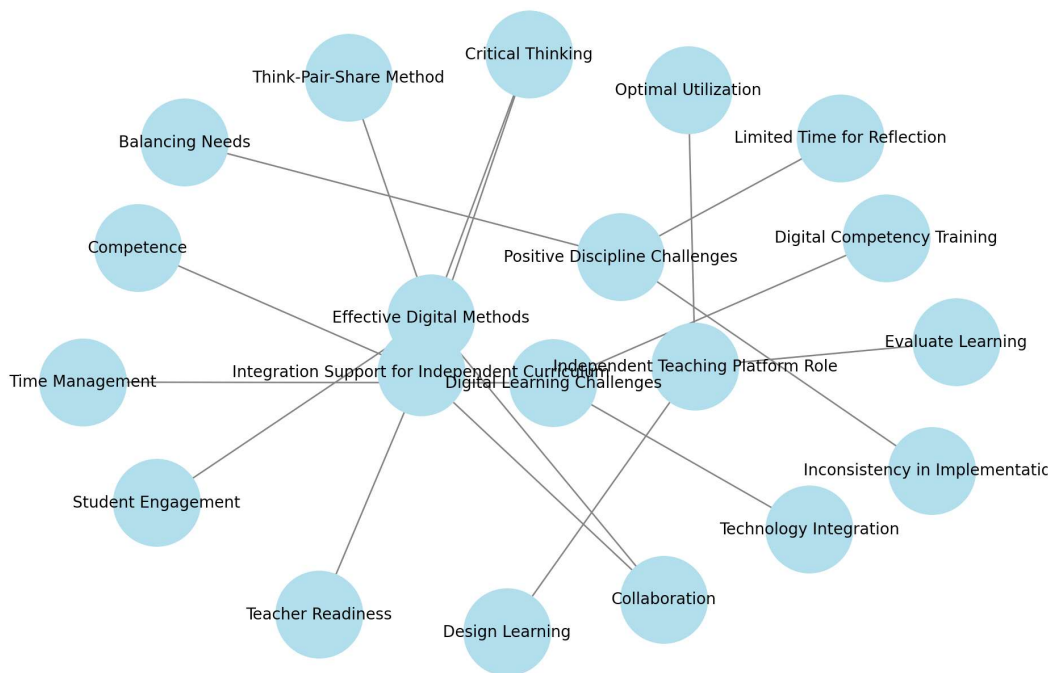 Critical Thinking
Think-Pair-Share Method
Optimal Utilization
Balancing Needs
Limited Time for Reflection
Digital Competency Training
Competence
Positive Discipline Challenges
Effective Digital Methods
Evaluate Learning
Independent Teaching Platform Role
Integration Support for Independent Curriculum
Time Management
Digital Learning Challenges
Inconsistency in Implementatic
Student Engagement
Technology Integration
Collaboration
Teacher Readiness
Design Learning